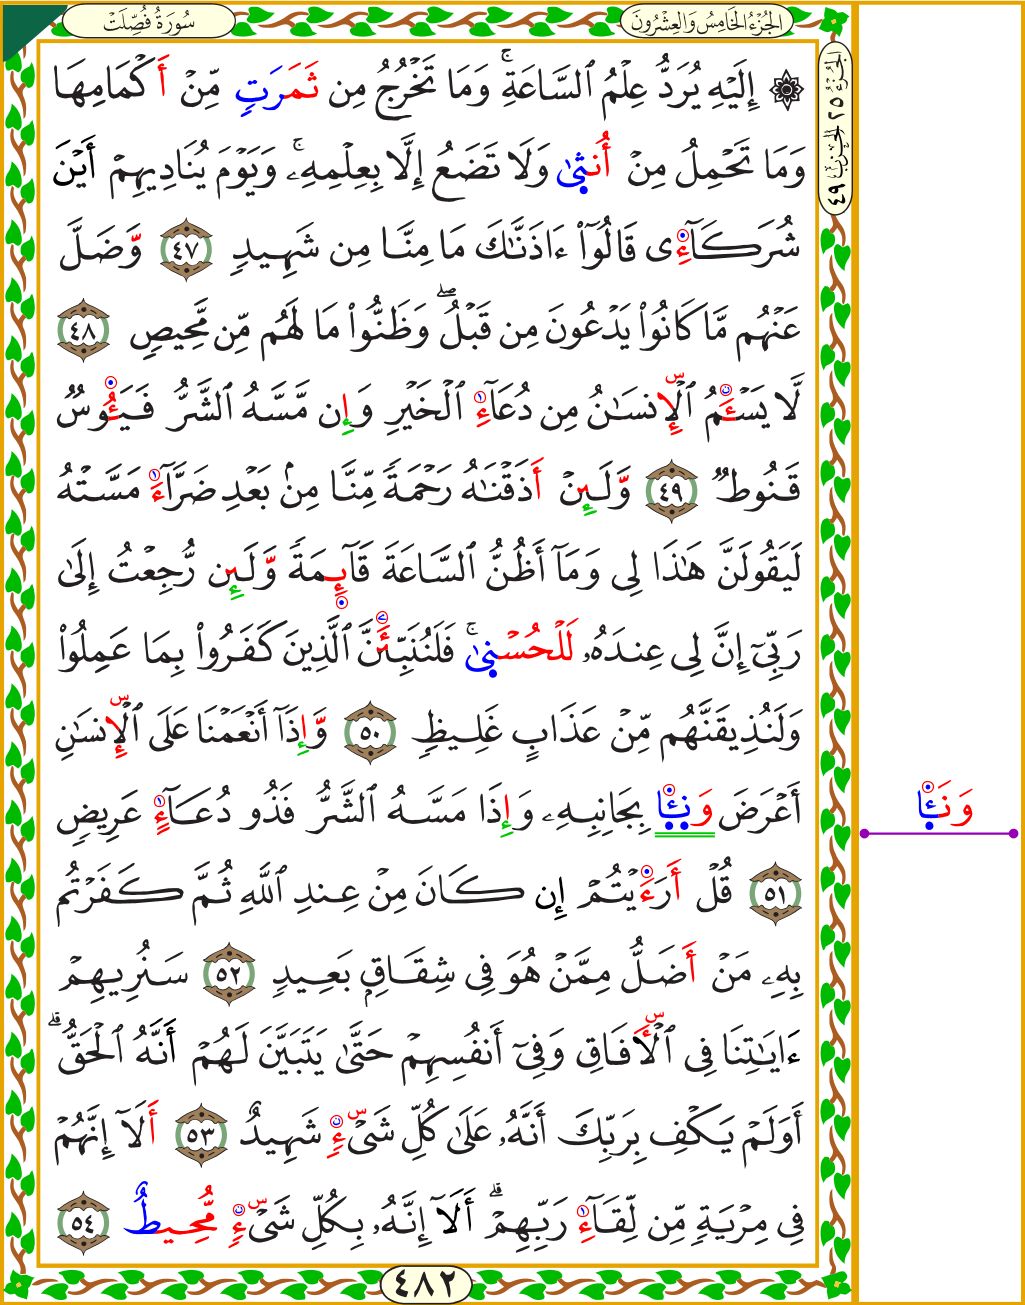 سُورَةُ فُصِّلَتْ
الجُزْءُ الخَامِسُ وَالعِشْرُونَ
الجزء ٢٥ الحزب ٤٩
۞ إِلَيْهِ يُرَدُّ عِلْمُ ٱلسَّاعَةِۚ وَمَا تَخْرُجُ مِن ثَمَرَتٍ مِّنْ أَكْمَامِهَا
وَمَا تَحْمِلُ مِنْ أُنثٜىٰ وَلَا تَضَعُ إِلَّا بِعِلْمِهِۦۚ وَيَوْمَ يُنَادِيهِمْ أَيْنَ
شُرَكَآءِى قَالُوٓا۟ ءَاذَنَّٰكَ مَا مِنَّا مِن شَهِيدٍ ٤٧ وَّضَلَّ
عَنْهُم مَّا كَانُوا۟ يَدْعُونَ مِن قَبْلُۖ وَظَنُّوا۟ مَا لَهُم مِّن مَّحِيصٍ ٤٨
لَّا يَسْـَٔمُ ٱلْإِنسَٰنُ مِن دُعَآءِ ٱلْخَيْرِ وَإِن مَّسَّهُ ٱلشَّرُّ فَيَـُٔوسٌ
قَنُوطٌ ٤٩ وَّلَئِنْ أَذَقْنَٰهُ رَحْمَةً مِّنَّا مِنۢ بَعْدِ ضَرَّآءَ مَسَّتْهُ
لَيَقُولَنَّ هَٰذَا لِى وَمَآ أَظُنُّ ٱلسَّاعَةَ قَآئِمَةً وَّلَئِن رُّجِعْتُ إِلَىٰ
رَبِّىٓ إِنَّ لِى عِندَهُۥ لَلْحُسْنٜىٰۚ فَلَنُنَبِّئَنَّ ٱلَّذِينَ كَفَرُوا۟ بِمَا عَمِلُوا۟
وَلَنُذِيقَنَّهُم مِّنْ عَذَابٍ غَلِيظٍ ٥٠ وَّإِذَآ أَنْعَمْنَا عَلَى ٱلْإِنسَٰنِ
أَعْرَضَ وَنٜـٜٔا بِجَانِبِهِۦ وَإِذَا مَسَّهُ ٱلشَّرُّ فَذُو دُعَآءٍ عَرِيضٍ
وَنَـٜٔا
٥١ قُلْ أَرَءَيْتُمْ إِن كَانَ مِنْ عِندِ ٱللَّهِ ثُمَّ كَفَرْتُم
بِهِۦ مَنْ أَضَلُّ مِمَّنْ هُوَ فِى شِقَاقٍۭ بَعِيدٍ ٥٢ سَنُرِيهِمْ
ءَايَٰتِنَا فِى ٱلْأَفَاقِ وَفِىٓ أَنفُسِهِمْ حَتَّىٰ يَتَبَيَّنَ لَهُمْ أَنَّهُ ٱلْحَقُّۗ
أَوَلَمْ يَكْفِ بِرَبِّكَ أَنَّهُۥ عَلَىٰ كُلِّ شَىْءٍ شَهِيدٌ ٥٣ أَلَآ إِنَّهُمْ
فِى مِرْيَةٍ مِّن لِّقَآءِ رَبِّهِمْۗ أَلَآ إِنَّهُۥ بِكُلِّ شَىْءٍ مُّحِيطٌ ٥٤
٤٨٢